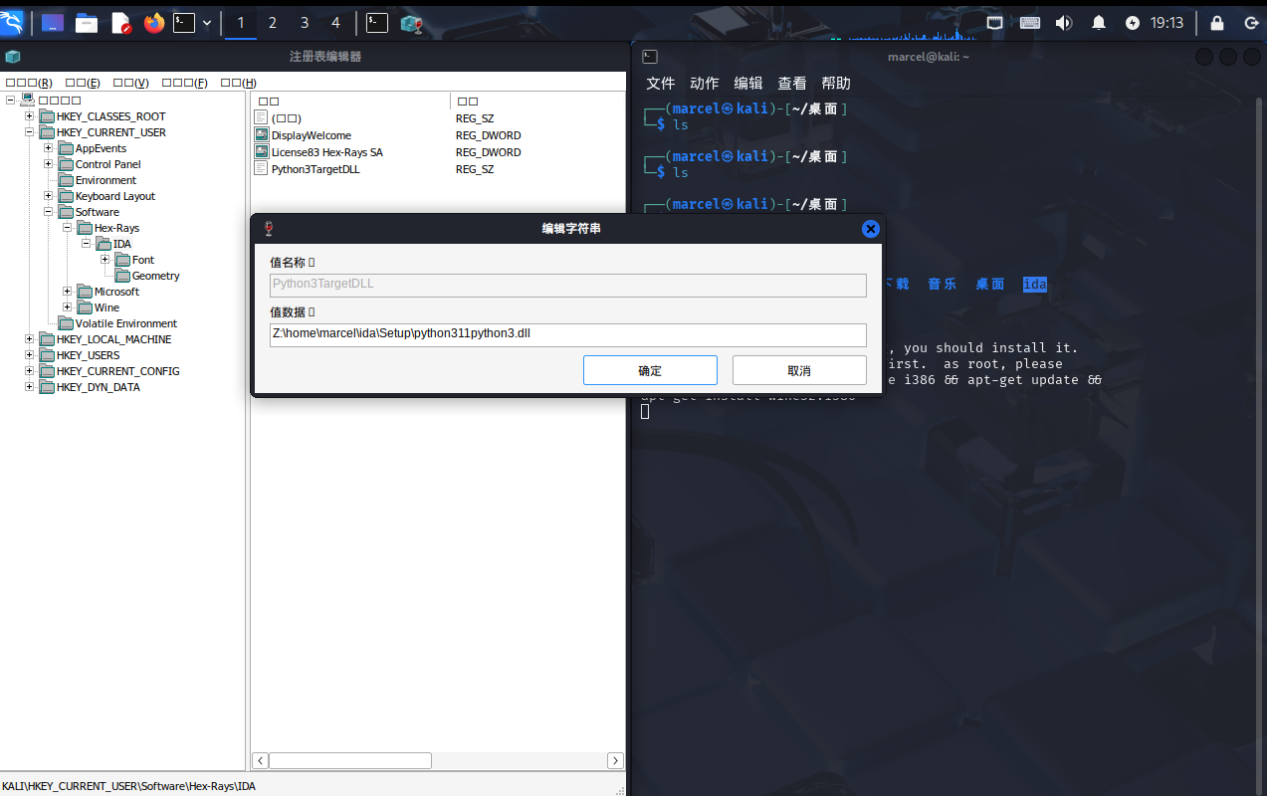 1 2 3 4
19:13
注册表编辑器
marcel@kali: ~
(R) (E) (V) (F) (H)
文件 动作 编辑 查看 帮助
HKEY_CLASSES_ROOT
HKEY_CURRENT_USER
AppEvents
Control Panel
Environment
Keyboard Layout
Software
Hex-Rays
IDA
Font
Geometry
Microsoft
Wine
Volatile Environment
HKEY_LOCAL_MACHINE
HKEY_USERS
HKEY_CURRENT_CONFIG
HKEY_DYN_DATA
REG_SZ
DisplayWelcome REG_DWORD
License83 Hex-Rays SA REG_DWORD
Python3TargetDLL REG_SZ
编辑字符串
值名称
Python3TargetDLL
值数据
Z:\home\marcel\ida\Setup\python311python3.dll
确定 取消
(marcel㉿kali)-[~/桌面]
$ ls
(marcel㉿kali)-[~/桌面]
$ ls
(marcel㉿kali)-[~/桌面]
下载 音乐 桌面 ida
, you should install it.
irst. as root, please
e i386 && apt-get update &&
KALI\HKEY_CURRENT_USER\Software\Hex-Rays\IDA